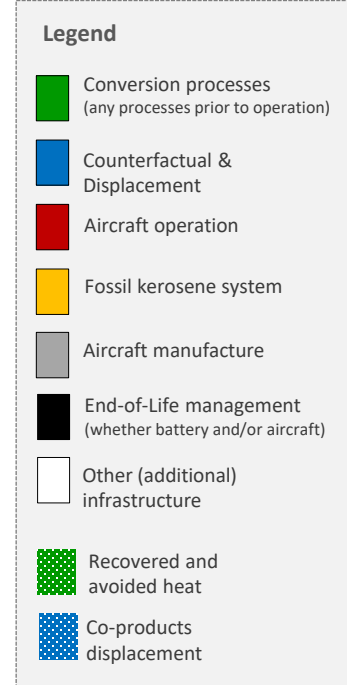 Legend
Conversion processes
(any processes prior to operation)
Counterfactual &
Displacement
Aircraft operation
Fossil kerosene system
Aircraft manufacture
End-of-Life management
(whether battery and/or aircraft)
Other (additional)
infrastructure
Recovered and
avoided heat
Co-products
displacement